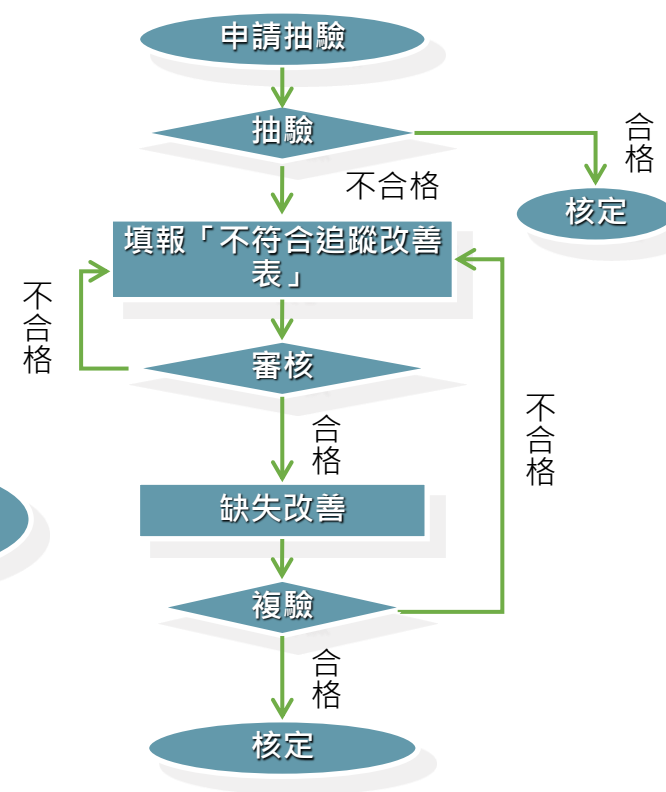 申請抽驗
抽驗
合格
不合格
核定
填報「不符合追蹤改善
表」
不合格
審核
合格
不合格
缺失改善
複驗
合格
核定